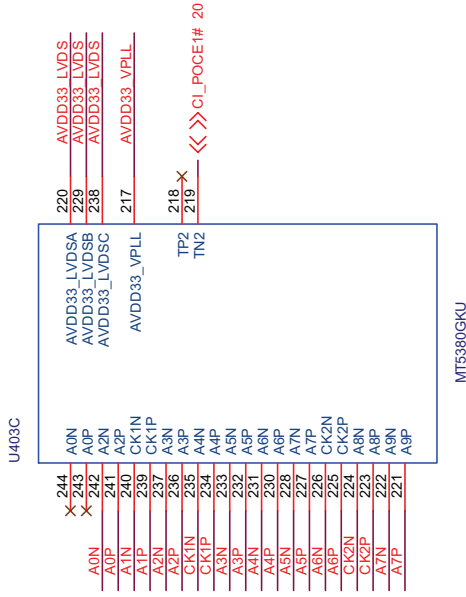 U403C
244 A0N
243 A0P
A0N 242 A2N
A0P 241 A2P
A1N 240 CK1N
A1P 239 CK1P
A2N 237 A3N
A2P 236 A3P
CK1N 235 A4N
CK1P 234 A4P
A3N 233 A5N
A3P 232 A5P
A4N 231 A6N
A4P 230 A6P
A5N 228 A7N
A5P 227 A7P
A6N 226 CK2N
A6P 225 CK2P
CK2N 224 A8N
CK2P 223 A8P
A7N 222 A9N
A7P 221 A9P
AVDD33_LVDSA 220 AVDD33_LVDS
AVDD33_LVDSB 229 AVDD33_LVDS
AVDD33_LVDSC 238 AVDD33_LVDS
AVDD33_VPLL 217 AVDD33_VPLL
TP2 218
TN2 219 CI_POCE1# 20
MT5380GKU